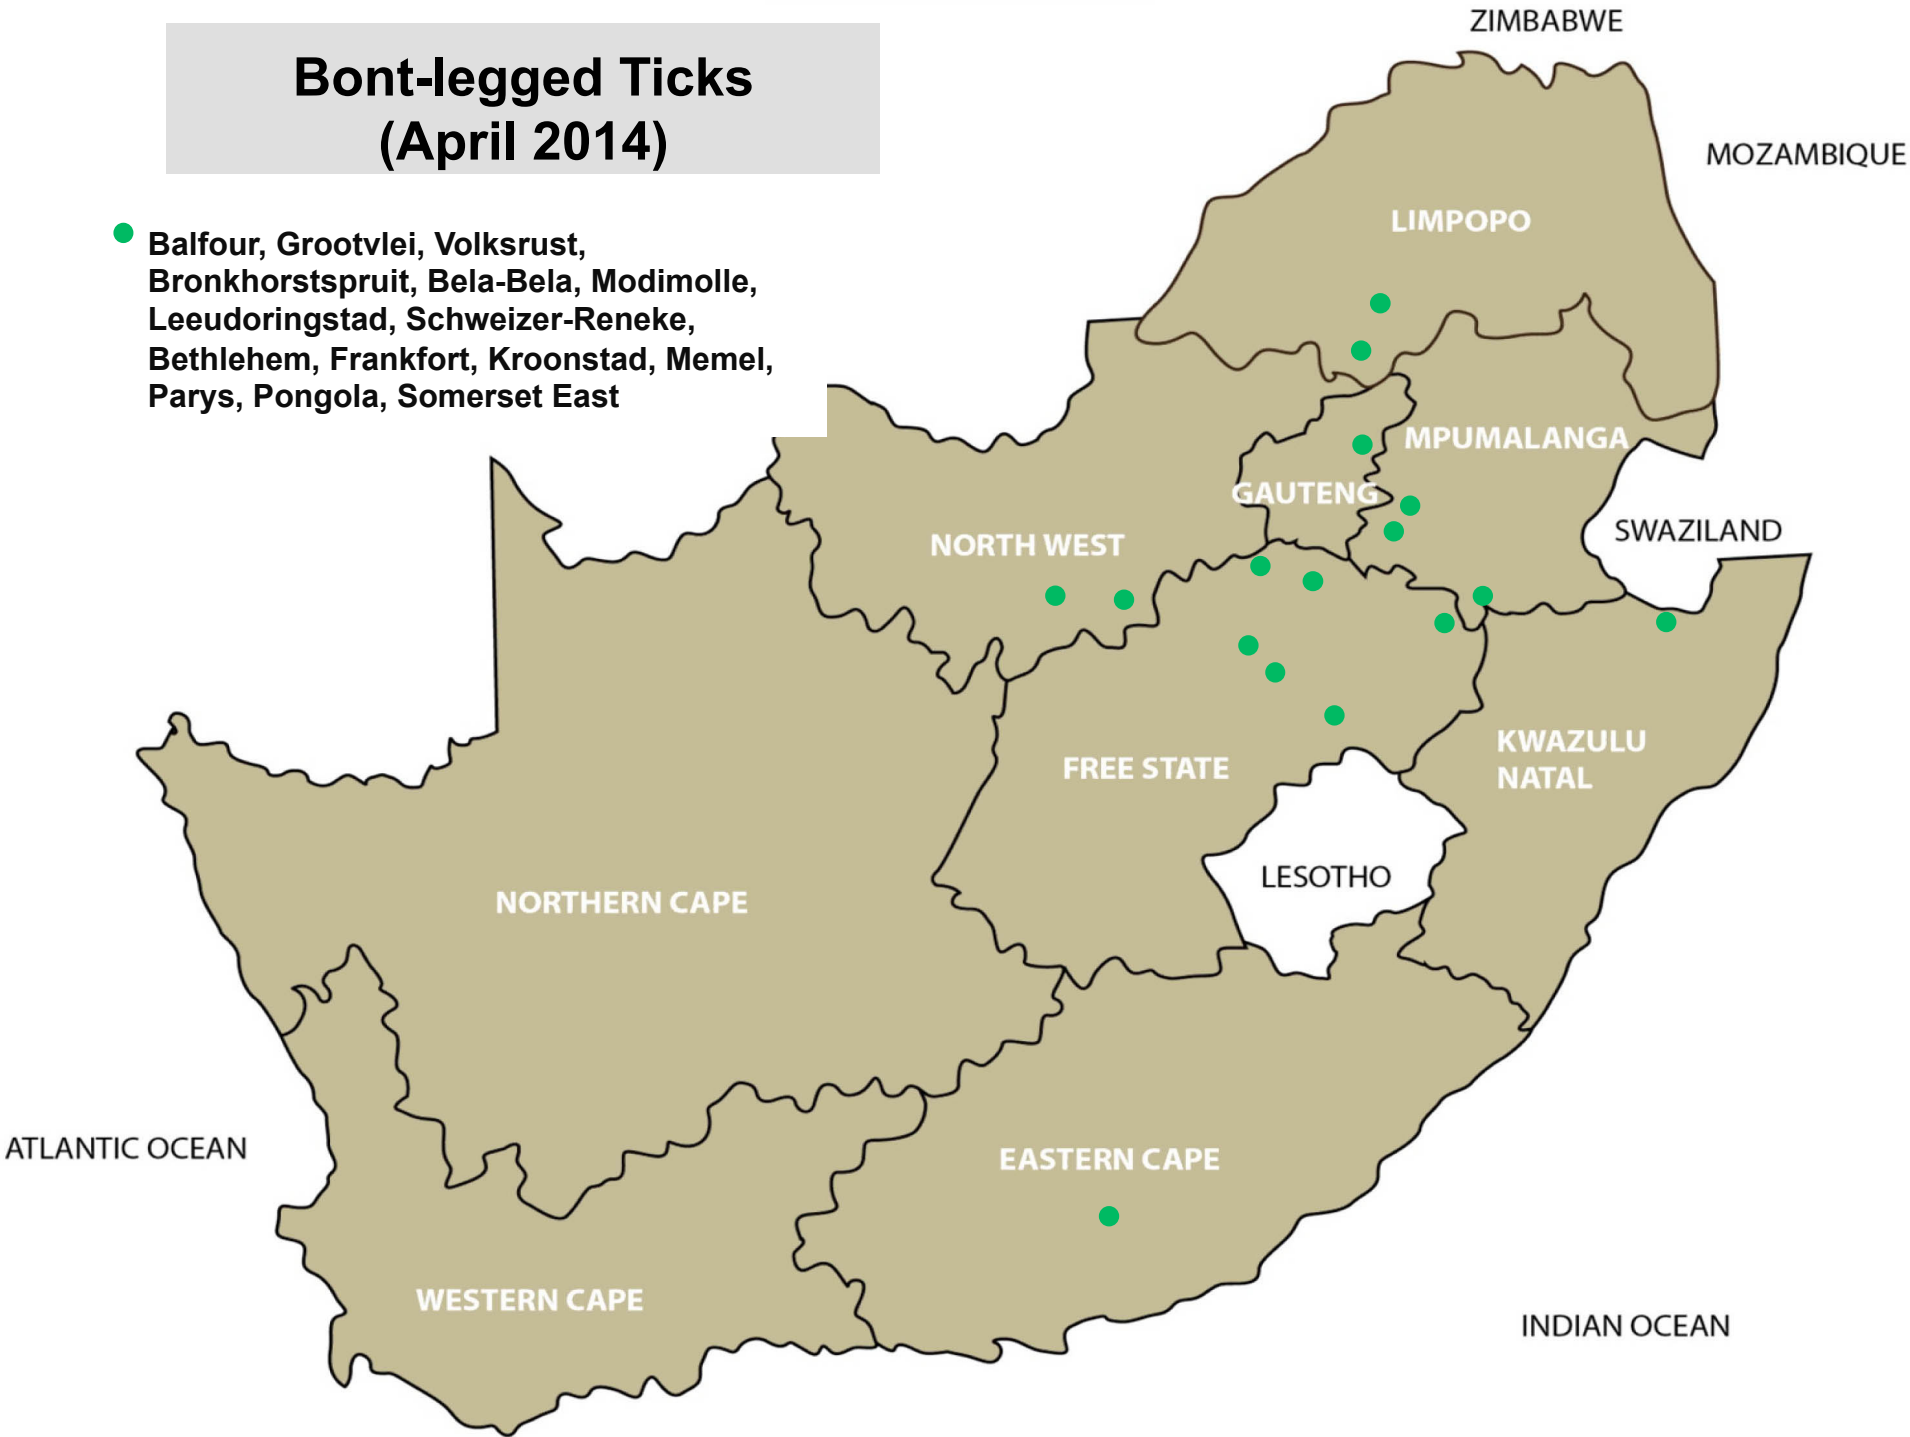 Bont-legged Ticks
(April 2014)
Balfour, Grootvlei, Volksrust,
Bronkhorstspruit, Bela-Bela, Modimolle,
Leeudoringstad, Schweizer-Reneke,
Bethlehem, Frankfort, Kroonstad, Memel,
Parys, Pongola, Somerset East
ZIMBABWE
MOZAMBIQUE
LIMPOPO
MPUMALANGA
GAUTENG
NORTH WEST
SWAZILAND
KWAZULU
NATAL
FREE STATE
LESOTHO
NORTHERN CAPE
ATLANTIC OCEAN
EASTERN CAPE
WESTERN CAPE
INDIAN OCEAN